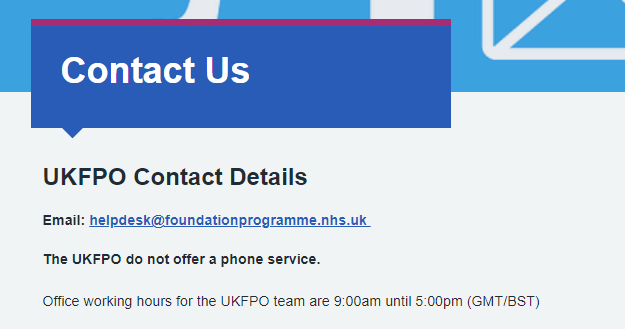 Contact Us
UKFPO Contact Details
Email: helpdesk@foundationprogramme.nhs.uk
The UKFPO do not offer a phone service.
Office working hours for the UKFPO team are 9:00am until 5:00pm (GMT/BST)